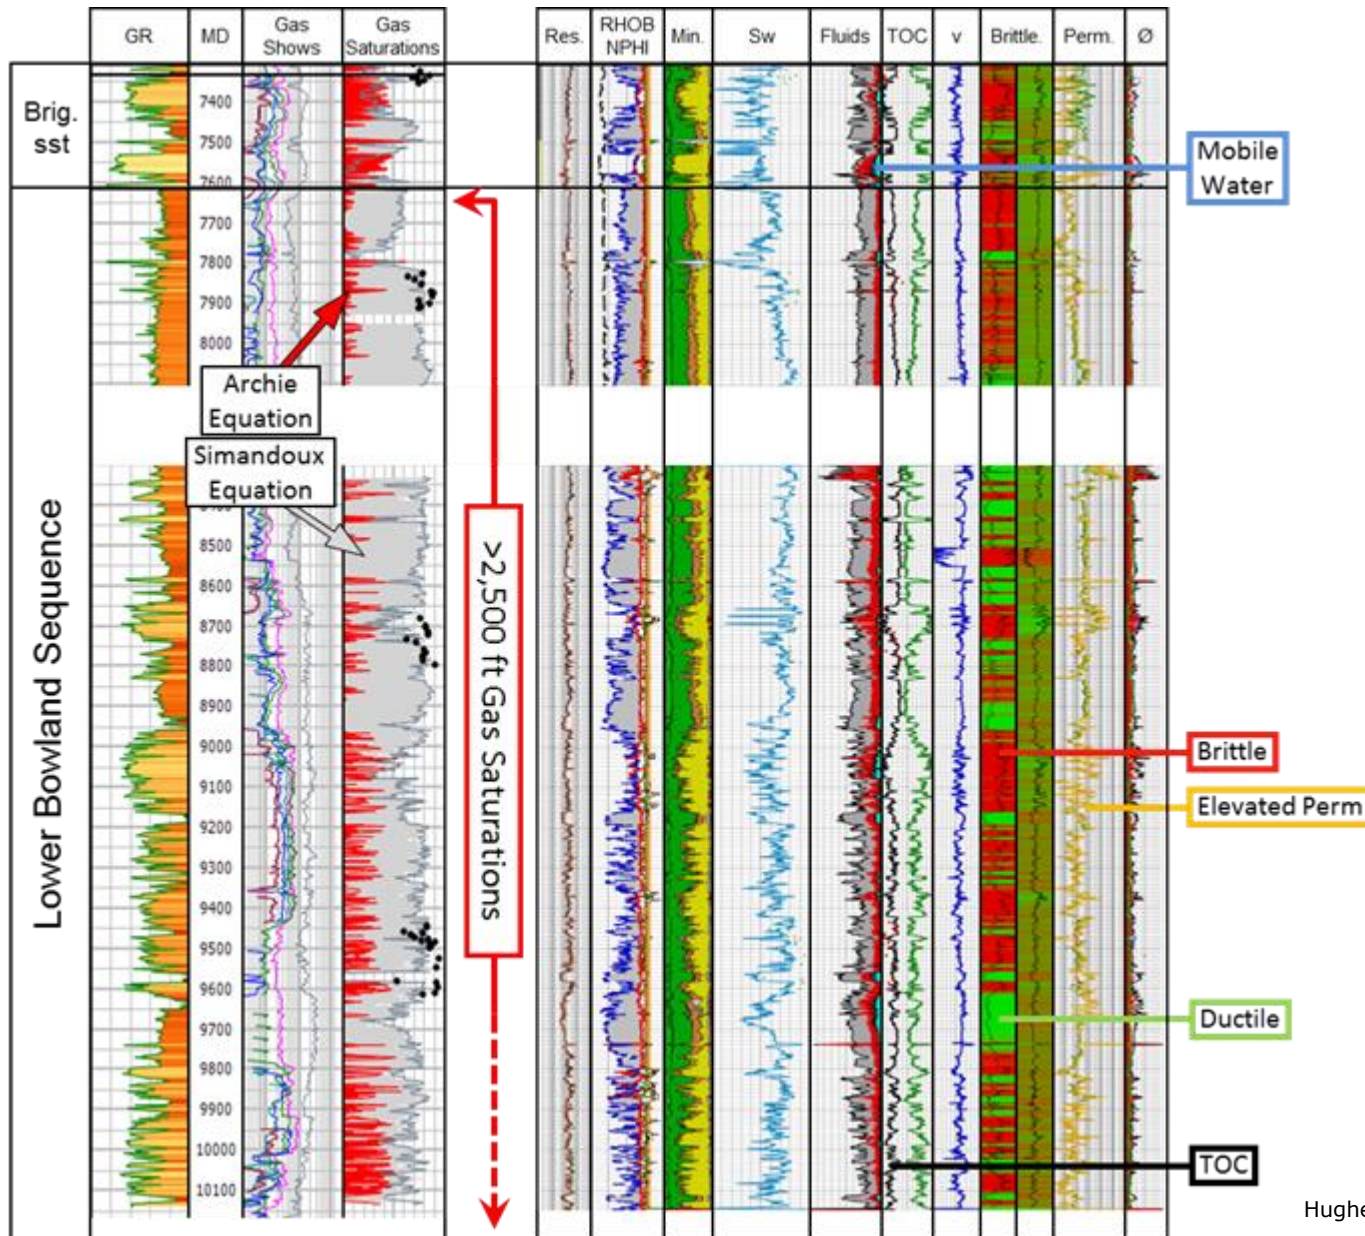 GR
MD
Gas
Shows
Gas
Saturations
Res.
RHOB
NPHI
Min.
Sw
Fluids
TOC
v
Brittle.
Perm.
Ø
Brig.
sst
Lower Bowland Sequence
7400
7500
7600
7700
7800
7900
8000
8500
8600
8700
8800
8900
9000
9100
9200
9300
9400
9500
9600
9700
9800
9900
10000
10100
Archie
Equation
Simandoux
Equation
>2,500 ft Gas Saturations
Mobile
Water
Brittle
Elevated Perm
Ductile
TOC